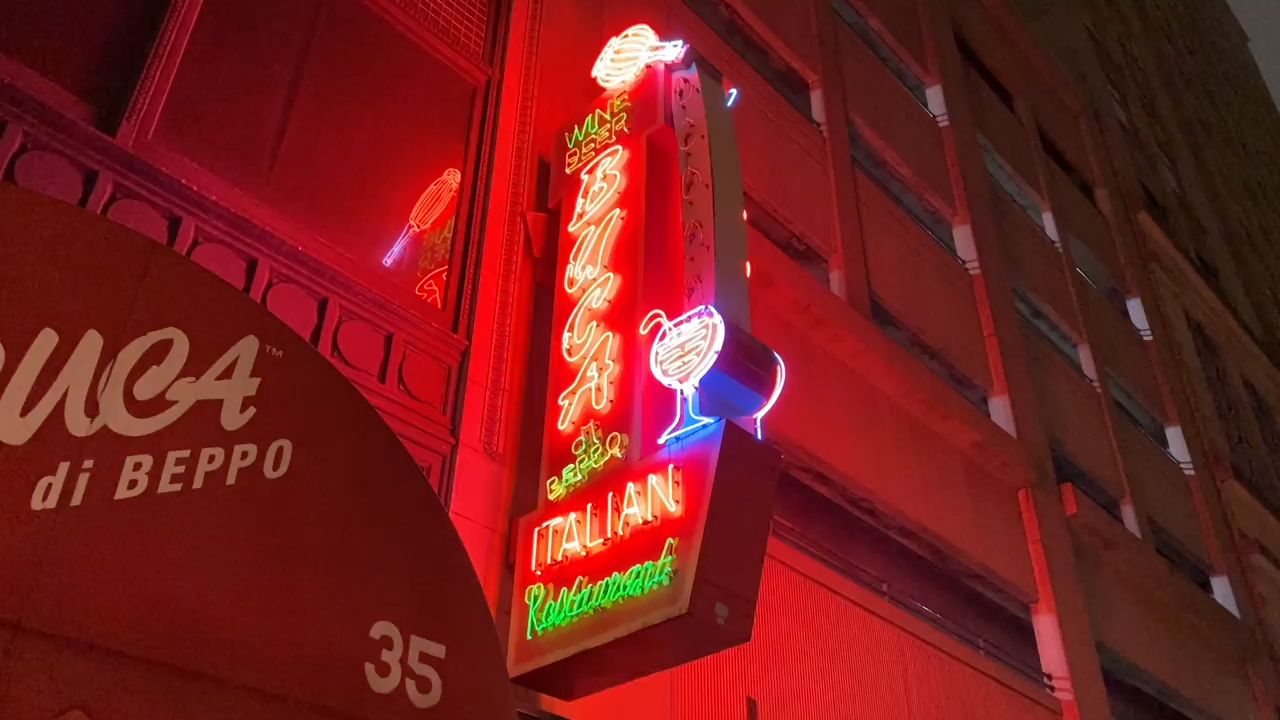 WINE
BEER
BUCA
di
BEPPO
ITALIAN
Restaurant
UCA™
di BEPPO
35